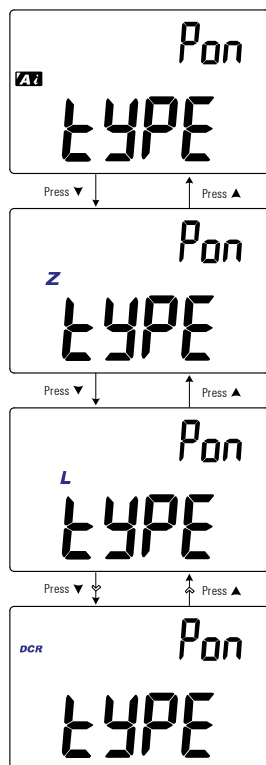 Pon
Ai
tYPE
Press ▼ Press ▲
Pon
Z
tYPE
Press ▼ Press ▲
Pon
L
tYPE
Press ▼ Press ▲
Pon
DCR
tYPE